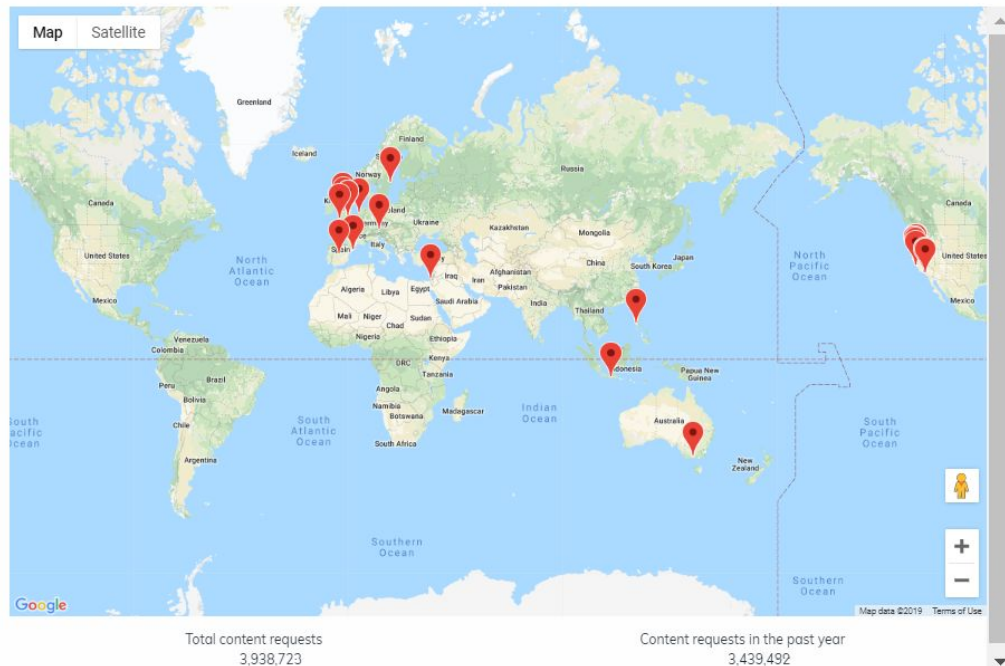 Map
Satellite
Greenland
Iceland
Finland
Norway
Russia
Canada
Canada
Ukraine
Kazakhstan
Mongolia
Spain
Italy
United States
North
Atlantic
Ocean
Algeria
Libya
Egypt
Iraq
Iran
Afghanistan
Pakistan
China
South Korea
Japan
North
Pacific
Ocean
United States
Mexico
Saudi Arabia
India
Thailand
Mali
Niger
Chad
Sudan
Nigeria
Ethiopia
Mexico
Venezuela
Colombia
DRC
Kenya
Tanzania
Papua New
Guinea
Peru
Brazil
Bolivia
Angola
Namibia
Botswana
Madagascar
Indian
Ocean
Australia
Chile
South
Atlantic
Ocean
South
Pacific
Ocean
South Africa
Argentina
New
Zealand
Southern
Ocean
Southern
Ocean
Google
Map data ©2019
Terms of Use
Total content requests
3,938,723
Content requests in the past year
3,439,492